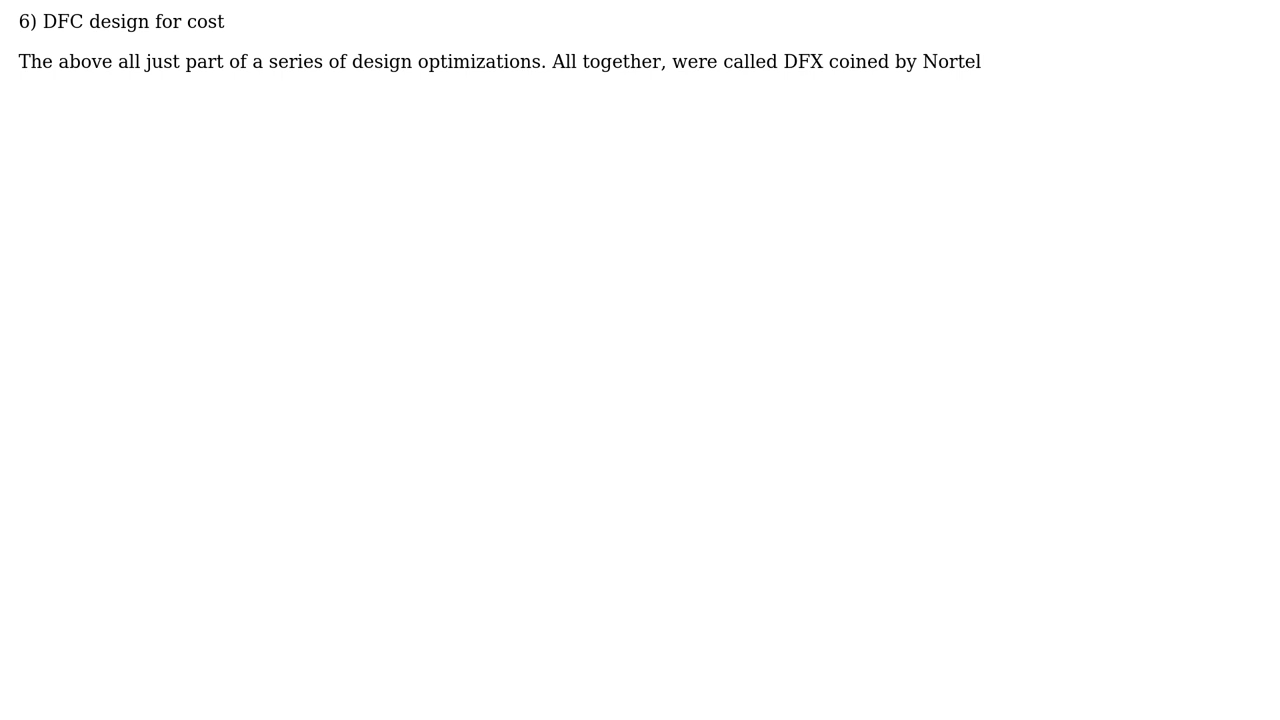 6) DFC design for cost
The above all just part of a series of design optimizations. All together, were called DFX coined by Nortel